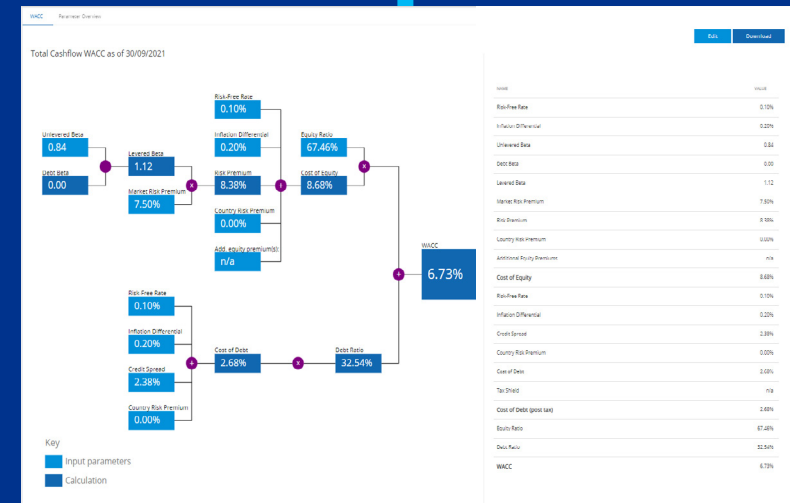 WACC Parameter Overview
Edit Download
Total Cashflow WACC as of 30/09/2021
Risk-Free Rate
0.10%
Unlevered Beta
0.84
Debt Beta
0.00
Levered Beta
1.12
Market Risk Premium
7.50%
Inflation Differential
0.20%
Risk Premium
8.38%
Country Risk Premium
0.00%
Add. equity premium(s):
n/a
Equity Ratio
67.46%
Cost of Equity
8.68%
WACC
6.73%
Risk Free Rate
0.10%
Inflation Differential
0.20%
Credit Spread
2.38%
Country Risk Premium
0.00%
Cost of Debt
2.68%
Debt Ratio
32.54%
Key
Input parameters
Calculation
NAME VALUE
Risk-Free Rate 0.10%
Inflation Differential 0.20%
Unlevered Beta 0.84
Debt Beta 0.00
Levered Beta 1.12
Market Risk Premium 7.50%
Risk Premium 8.38%
Country Risk Premium 0.00%
Additional Equity Premiums n/a
Cost of Equity 8.68%
Risk-Free Rate 0.10%
Inflation Differential 0.20%
Credit Spread 2.38%
Country Risk Premium 0.00%
Cost of Debt 2.68%
Tax Shield n/a
Cost of Debt (post tax) 2.68%
Equity Ratio 67.46%
Debt Ratio 32.54%
WACC 6.73%